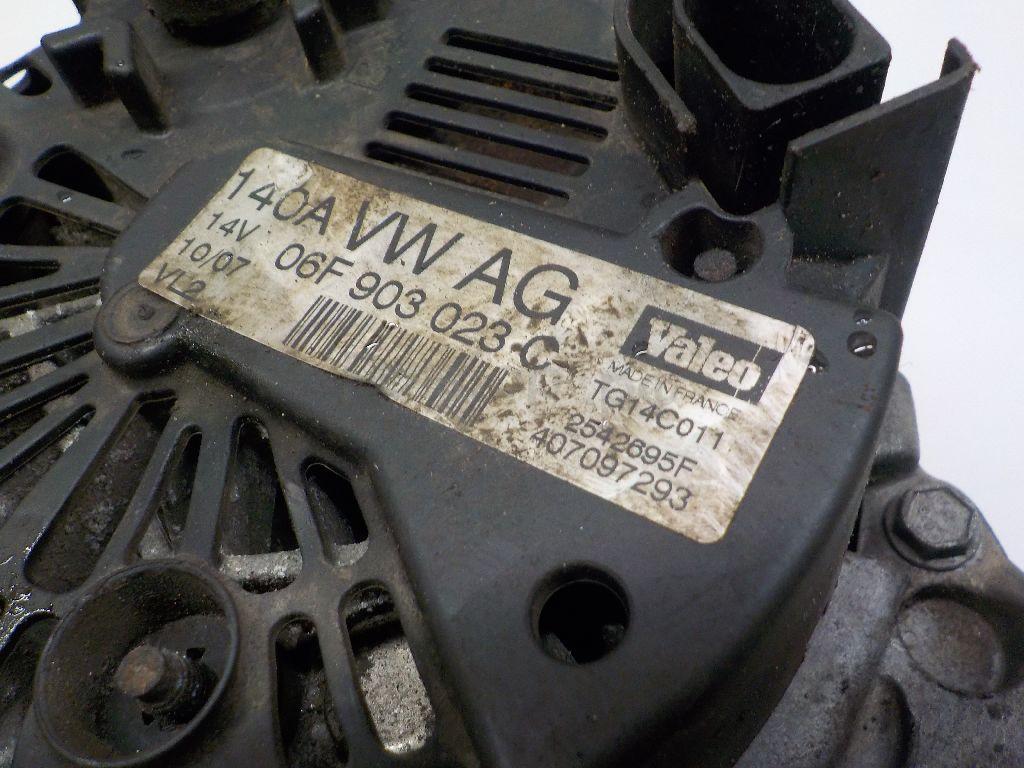 140A VW AG
14V 06F 903 023 C
10/07
VL2
Valeo
MADE IN FRANCE
TG14C011
2542695F
407097293